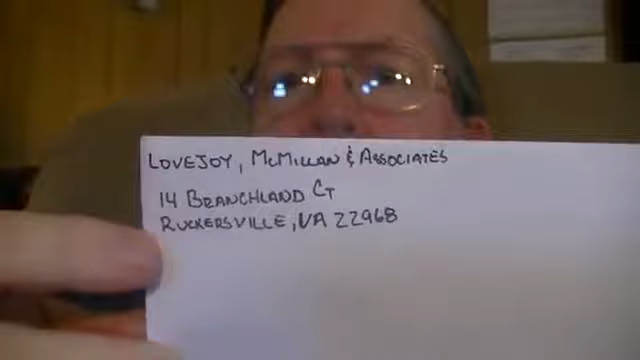 LOVEJOY, McMILLAN & ASSOCIATES
14 BRANCHLAND CT
RUCKERSVILLE, VA 22968